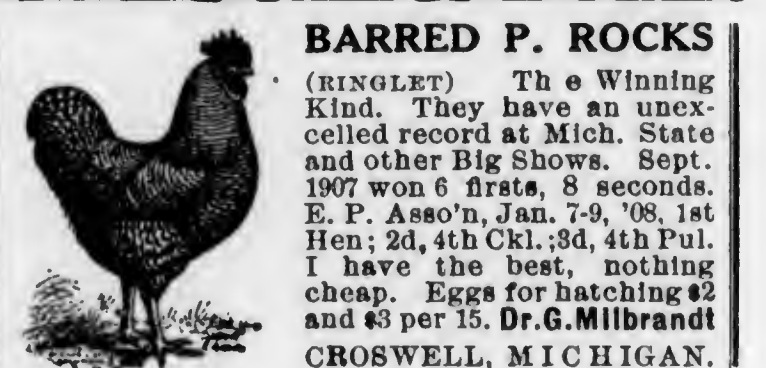 BARRED P. ROCKS
(RINGLET) The Winning
Kind. They have an unex-
celled record at Mich. State
and other Big Shows. Sept.
1907 won 6 firsts, 8 seconds.
E. P. Asso'n, Jan. 7-9, '08, 1st
Hen; 2d, 4th Ckl.;3d, 4th Pul.
I have the best, nothing
cheap. Eggs for hatching $2
and $3 per 15. Dr.G.Milbrandt
CROSWELL, MICHIGAN.